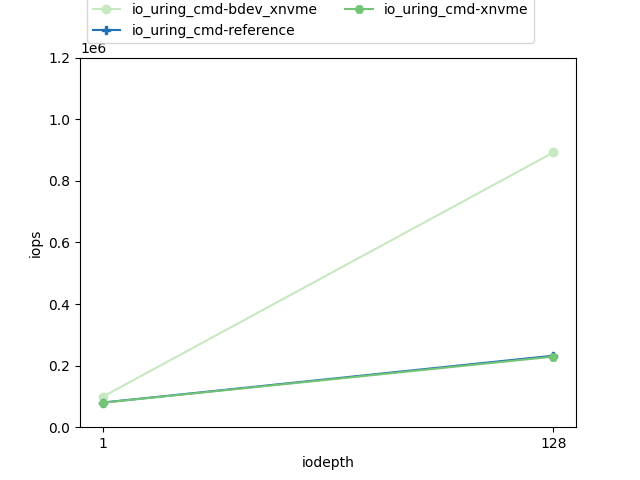 io_uring_cmd-bdev_xnvme
io_uring_cmd-xnvme
io_uring_cmd-reference
1e6
1.2
1.0
0.8
0.6
0.4
0.2
0.0
iops
1
128
iodepth